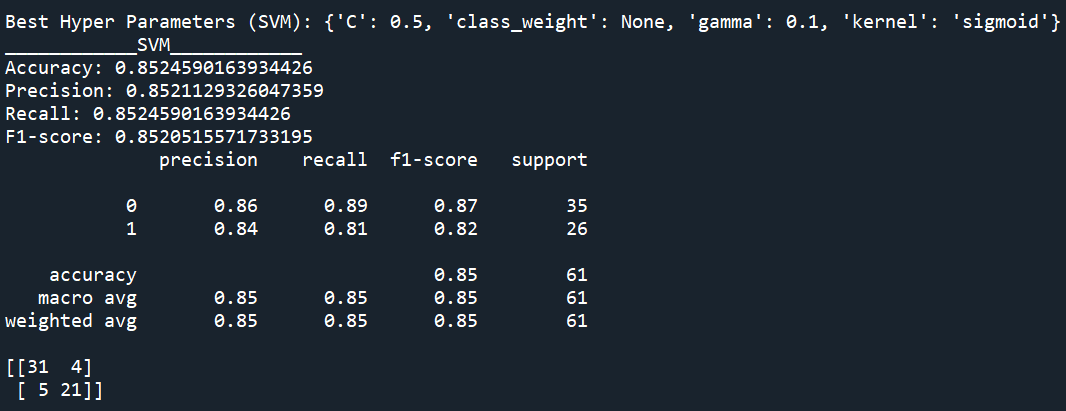 Best Hyper Parameters (SVM): {'C': 0.5, 'class_weight': None, 'gamma': 0.1, 'kernel': 'sigmoid'}
____________SVM____________
Accuracy: 0.8524590163934426
Precision: 0.8521129326047359
Recall: 0.8524590163934426
F1-score: 0.8520515571733195
              precision    recall  f1-score   support

           0       0.86      0.89      0.87        35
           1       0.84      0.81      0.82        26

    accuracy                           0.85        61
   macro avg       0.85      0.85      0.85        61
weighted avg       0.85      0.85      0.85        61

[[31  4]
 [ 5 21]]